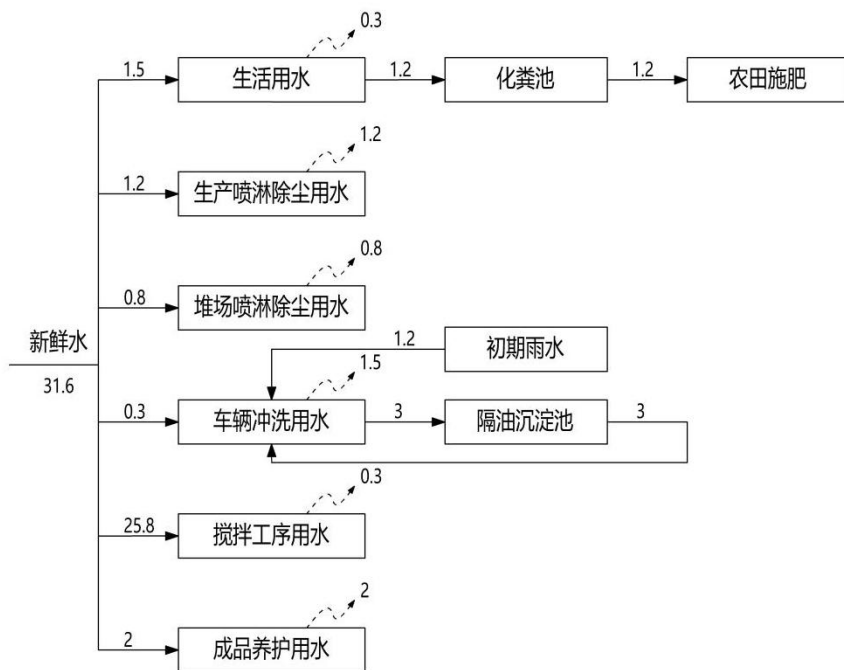 0.3
1.5 生活用水 1.2 化粪池 1.2 农田施肥
1.2
1.2 生产喷淋除尘用水
0.8
0.8 堆场喷淋除尘用水
新鲜水
31.6
1.2 初期雨水
1.5
0.3 车辆冲洗用水 3 隔油沉淀池 3
0.3
25.8 搅拌工序用水
2
2 成品养护用水